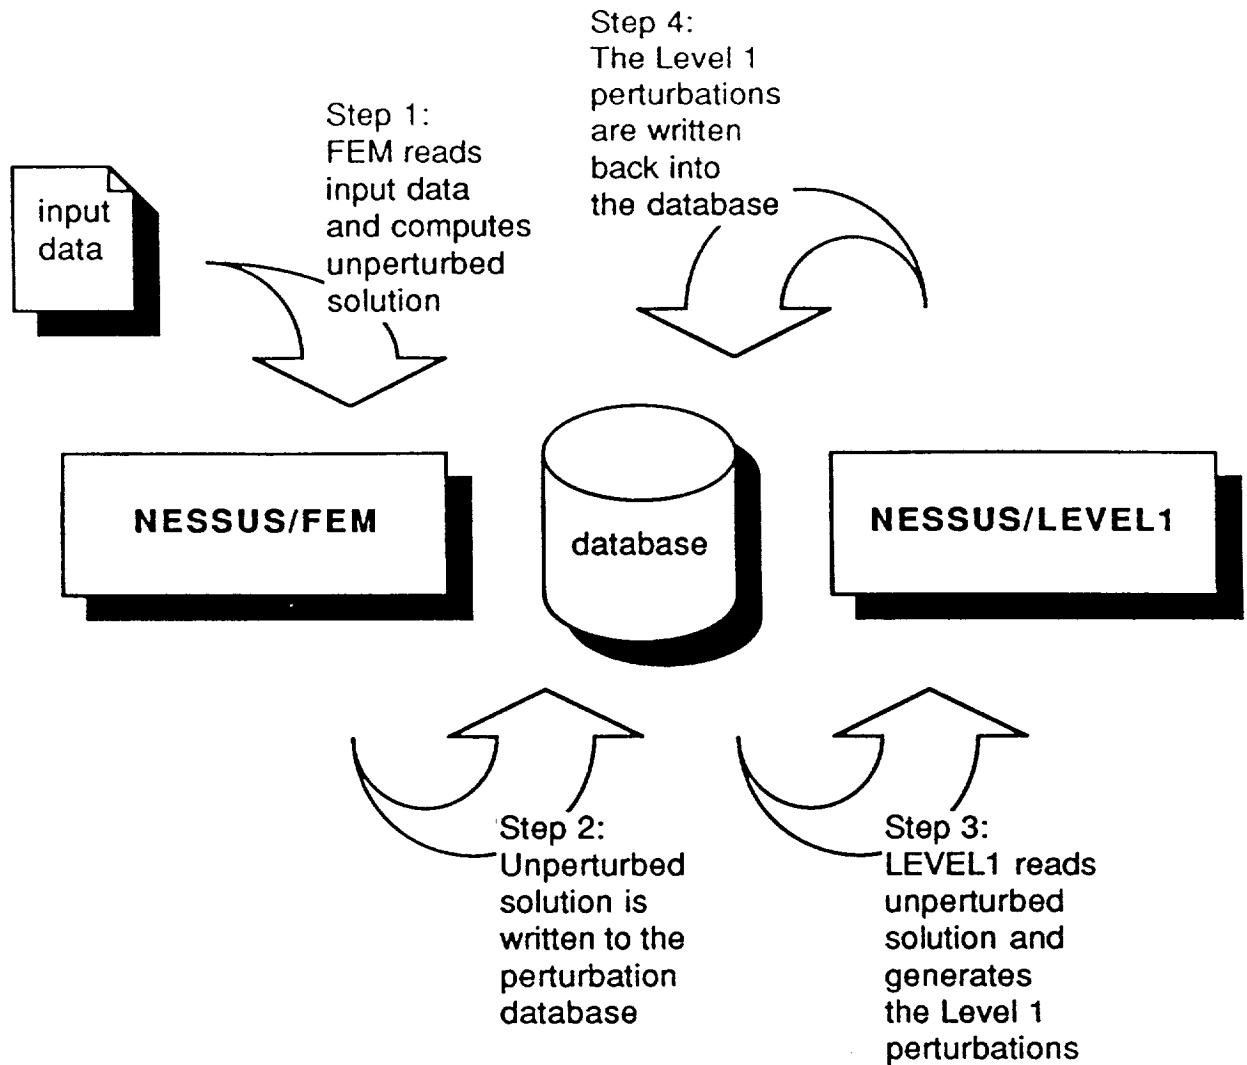 Step 4:
The Level 1
perturbations
are written
back into
the database
Step 1:
FEM reads
input data
and computes
unperturbed
solution
input
data
NESSUS/FEM
database
NESSUS/LEVEL1
Step 2:
Unperturbed
solution is
written to the
perturbation
database
Step 3:
LEVEL1 reads
unperturbed
solution and
generates
the Level 1
perturbations